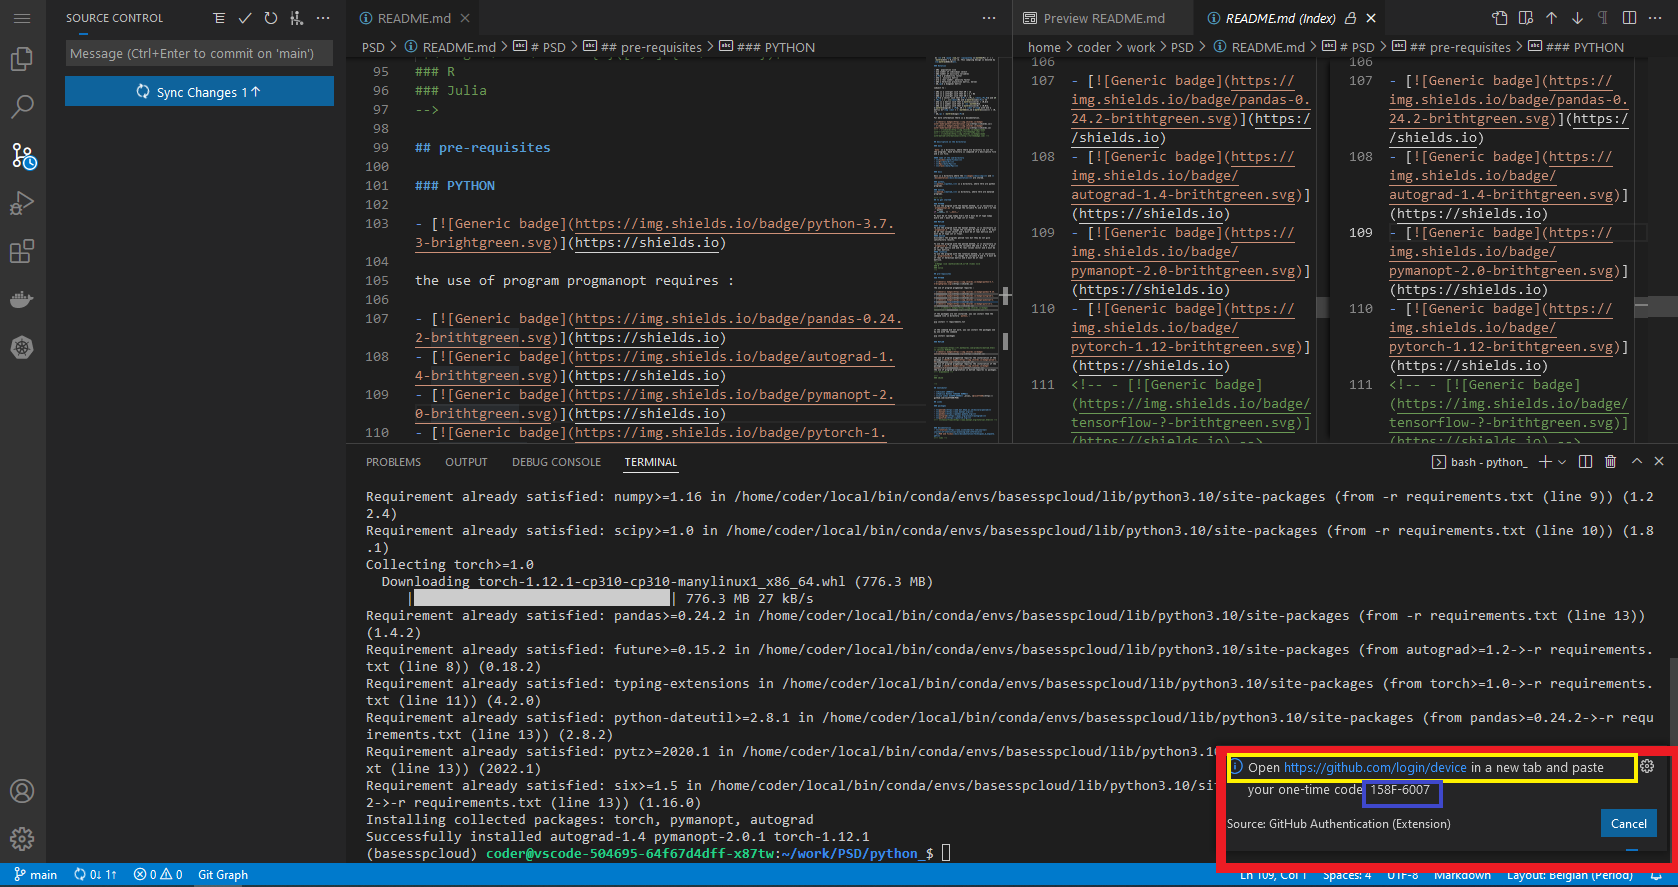 SOURCE CONTROL
Message (Ctrl+Enter to commit on 'main')
Sync Changes 1↑
README.md
PSD > README.md > # PSD > ## pre-requisites > ### PYTHON
95 ### R
96 ### Julia
97 -->
98
99 ## pre-requisites
100
101 ### PYTHON
102
103 - [![Generic badge](https://img.shields.io/badge/python-3.7.
3-brightgreen.svg)](https://shields.io)
104
105 the use of program progmanopt requires :
106
107 - [![Generic badge](https://img.shields.io/badge/pandas-0.24.
2-brithtgreen.svg)](https://shields.io)
108 - [![Generic badge](https://img.shields.io/badge/autograd-1.
4-brithtgreen.svg)](https://shields.io)
109 - [![Generic badge](https://img.shields.io/badge/pymanopt-2.
0-brithtgreen.svg)](https://shields.io)
110 - [![Generic badge](https://img.shields.io/badge/pytorch-1.
Preview README.md
README.md (Index)
home > coder > work > PSD > README.md > # PSD > ## pre-requisites > ### PYTHON
106
107 - [![Generic badge](https://
img.shields.io/badge/pandas-0.
24.2-brithtgreen.svg)](https:/
/shields.io)
108 - [![Generic badge](https://
img.shields.io/badge/
autograd-1.4-brithtgreen.svg)]
(https://shields.io)
109 - [![Generic badge](https://
img.shields.io/badge/
pymanopt-2.0-brithtgreen.svg)]
(https://shields.io)
110 - [![Generic badge](https://
img.shields.io/badge/
pytorch-1.12-brithtgreen.svg)]
(https://shields.io)
111 <!-- - [![Generic badge]
(https://img.shields.io/badge/
tensorflow-?-brithtgreen.svg)]
(https://shields.io) -->
106
107 - [![Generic badge](https://
img.shields.io/badge/pandas-0.
24.2-brithtgreen.svg)](https:/
/shields.io)
108 - [![Generic badge](https://
img.shields.io/badge/
autograd-1.4-brithtgreen.svg)]
(https://shields.io)
109 - [![Generic badge](https://
img.shields.io/badge/
pymanopt-2.0-brithtgreen.svg)]
(https://shields.io)
110 - [![Generic badge](https://
img.shields.io/badge/
pytorch-1.12-brithtgreen.svg)]
(https://shields.io)
111 <!-- - [![Generic badge]
(https://img.shields.io/badge/
tensorflow-?-brithtgreen.svg)]
(https://shields.io) -->
PROBLEMS OUTPUT DEBUG CONSOLE TERMINAL
bash - python_
Requirement already satisfied: numpy>=1.16 in /home/coder/local/bin/conda/envs/basesspcloud/lib/python3.10/site-packages (from -r requirements.txt (line 9)) (1.2
2.4)
Requirement already satisfied: scipy>=1.0 in /home/coder/local/bin/conda/envs/basesspcloud/lib/python3.10/site-packages (from -r requirements.txt (line 10)) (1.8
.1)
Collecting torch>=1.0
Downloading torch-1.12.1-cp310-cp310-manylinux1_x86_64.whl (776.3 MB)
| | 776.3 MB 27 kB/s
Requirement already satisfied: pandas>=0.24.2 in /home/coder/local/bin/conda/envs/basesspcloud/lib/python3.10/site-packages (from -r requirements.txt (line 13))
(1.4.2)
Requirement already satisfied: future>=0.15.2 in /home/coder/local/bin/conda/envs/basesspcloud/lib/python3.10/site-packages (from autograd>=1.2->-r requirements.
txt (line 8)) (0.18.2)
Requirement already satisfied: typing-extensions in /home/coder/local/bin/conda/envs/basesspcloud/lib/python3.10/site-packages (from torch>=1.0->-r requirements.
txt (line 11)) (4.2.0)
Requirement already satisfied: python-dateutil>=2.8.1 in /home/coder/local/bin/conda/envs/basesspcloud/lib/python3.10/site-packages (from pandas>=0.24.2->-r requ
irements.txt (line 13)) (2.8.2)
Requirement already satisfied: pytz>=2020.1 in /home/coder/local/bin/conda/envs/basesspcloud/lib/python3.10
xt (line 13)) (2022.1)
Requirement already satisfied: six>=1.5 in /home/coder/local/bin/conda/envs/basesspcloud/lib/python3.10/sit
2->-r requirements.txt (line 13)) (1.16.0)
Installing collected packages: torch, pymanopt, autograd
Successfully installed autograd-1.4 pymanopt-2.0.1 torch-1.12.1
(basesspcloud) coder@vscode-504695-64f67d4dff-x87tw:~/work/PSD/python_$
Open https://github.com/login/device in a new tab and paste
your one-time code 158F-6007
Source: GitHub Authentication (Extension)
Cancel
main 0↓ 1↑ 0 0 Git Graph
Ln 109, Col 1 Spaces: 4 UTF-8 Markdown Layout: Belgian (Period)